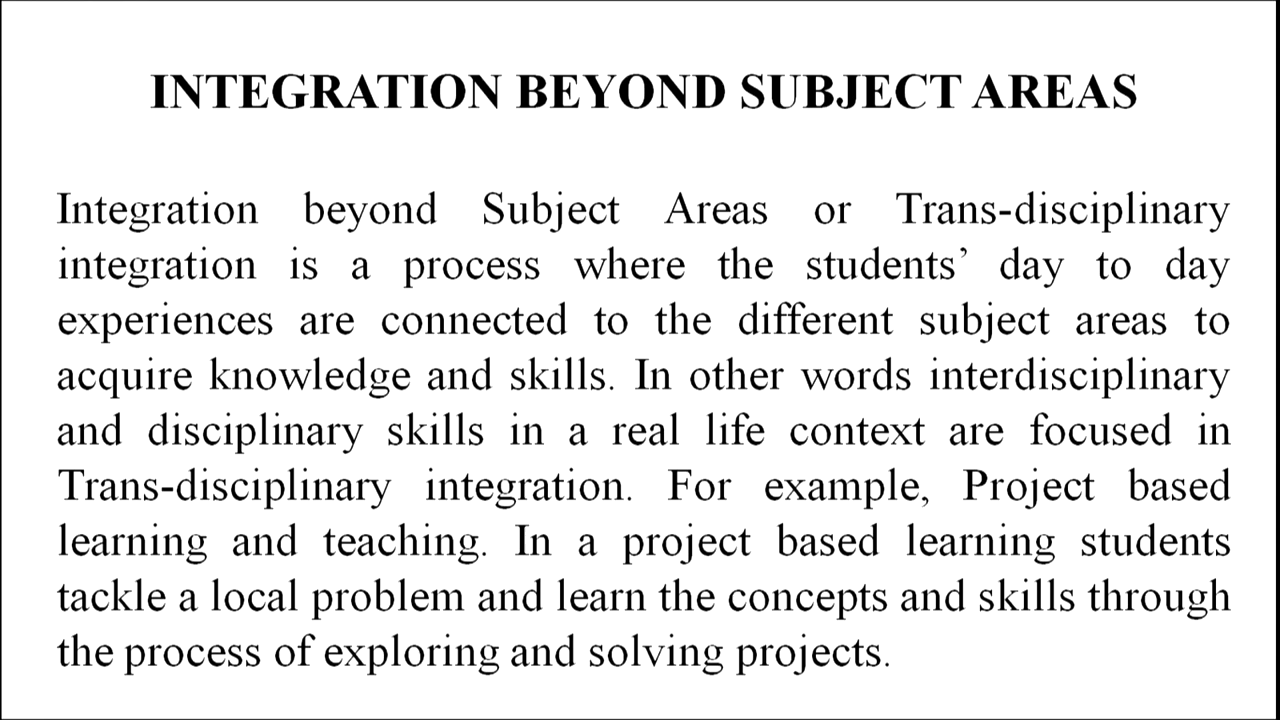 INTEGRATION BEYOND SUBJECT AREAS
Integration beyond Subject Areas or Trans-disciplinary
integration is a process where the students’ day to day
experiences are connected to the different subject areas to
acquire knowledge and skills. In other words interdisciplinary
and disciplinary skills in a real life context are focused in
Trans-disciplinary integration. For example, Project based
learning and teaching. In a project based learning students
tackle a local problem and learn the concepts and skills through
the process of exploring and solving projects.